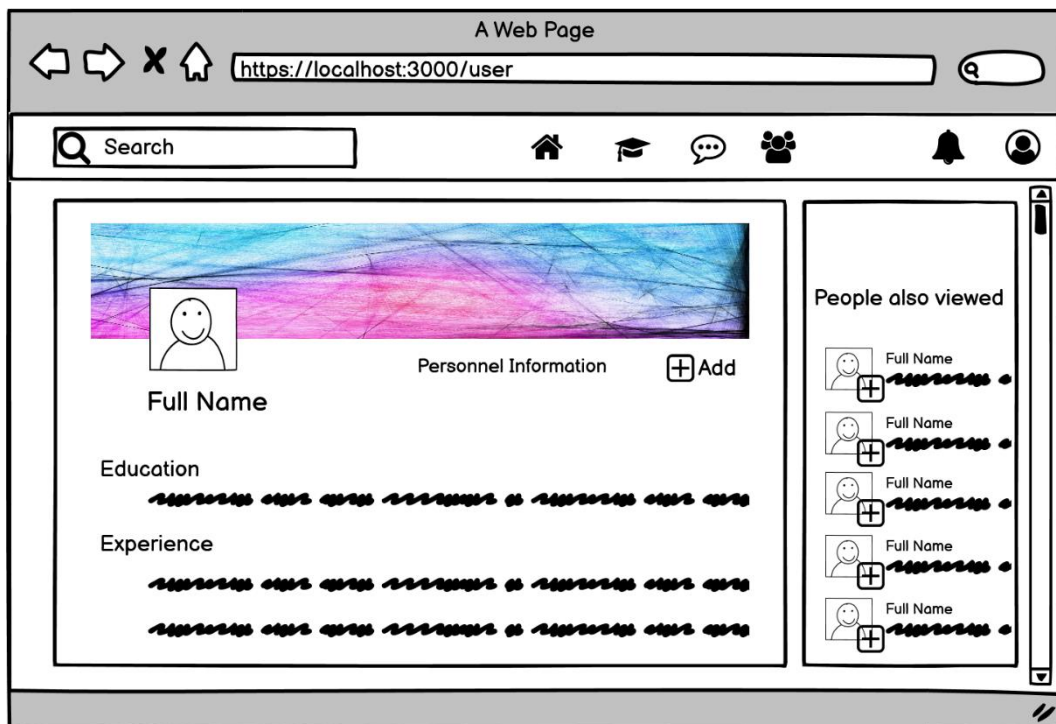 A Web Page
https://localhost:3000/user
Search
Personnel Information
Add
Full Name
Education
Experience
People also viewed
Full Name
Full Name
Full Name
Full Name
Full Name